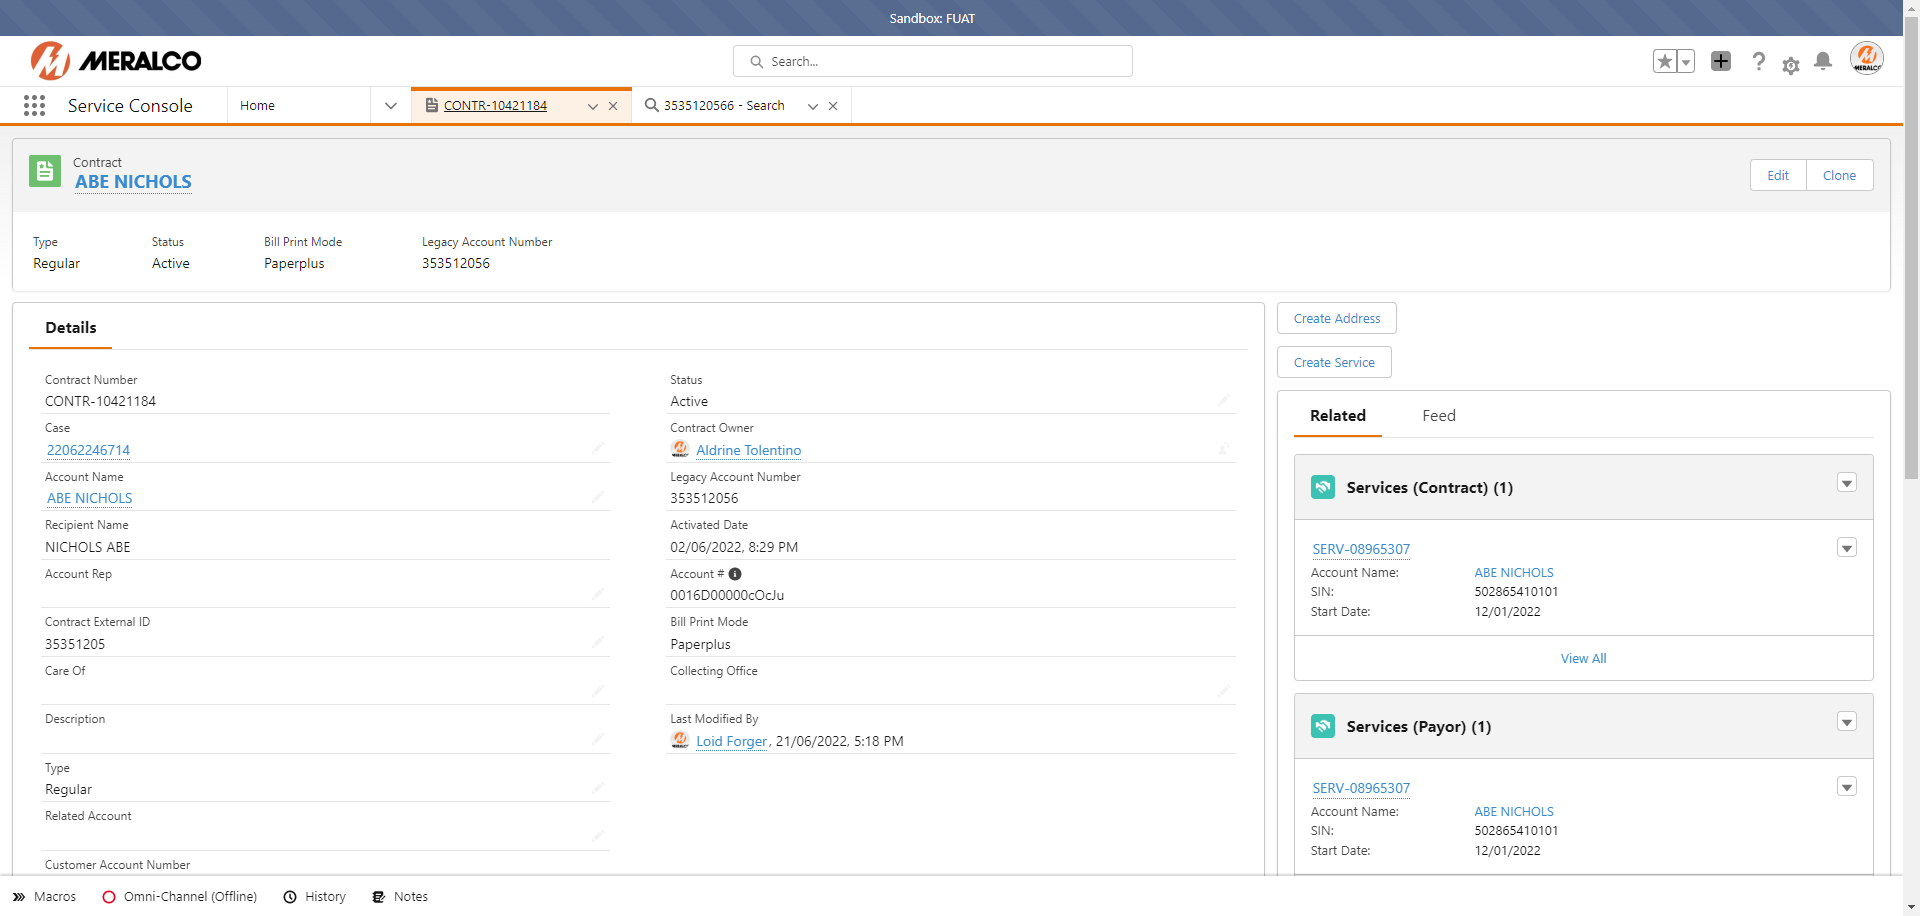 Sandbox: FUAT
MERALCO
Search...
Service Console
Home
CONTR-10421184
3535120566 - Search
Contract
ABE NICHOLS
Edit
Clone
Type
Status
Bill Print Mode
Legacy Account Number
Regular
Active
Paperplus
353512056
Details
Contract Number
CONTR-10421184
Case
22062246714
Account Name
ABE NICHOLS
Recipient Name
NICHOLS ABE
Account Rep
Contract External ID
35351205
Care Of
Description
Type
Regular
Related Account
Customer Account Number
Status
Active
Contract Owner
Aldrine Tolentino
Legacy Account Number
353512056
Activated Date
02/06/2022, 8:29 PM
Account #
0016D00000cOcJu
Bill Print Mode
Paperplus
Collecting Office
Last Modified By
Loid Forger, 21/06/2022, 5:18 PM
Create Address
Create Service
Related
Feed
Services (Contract) (1)
SERV-08965307
Account Name: ABE NICHOLS
SIN: 502865410101
Start Date: 12/01/2022
View All
Services (Payor) (1)
SERV-08965307
Account Name: ABE NICHOLS
SIN: 502865410101
Start Date: 12/01/2022
Macros
Omni-Channel (Offline)
History
Notes